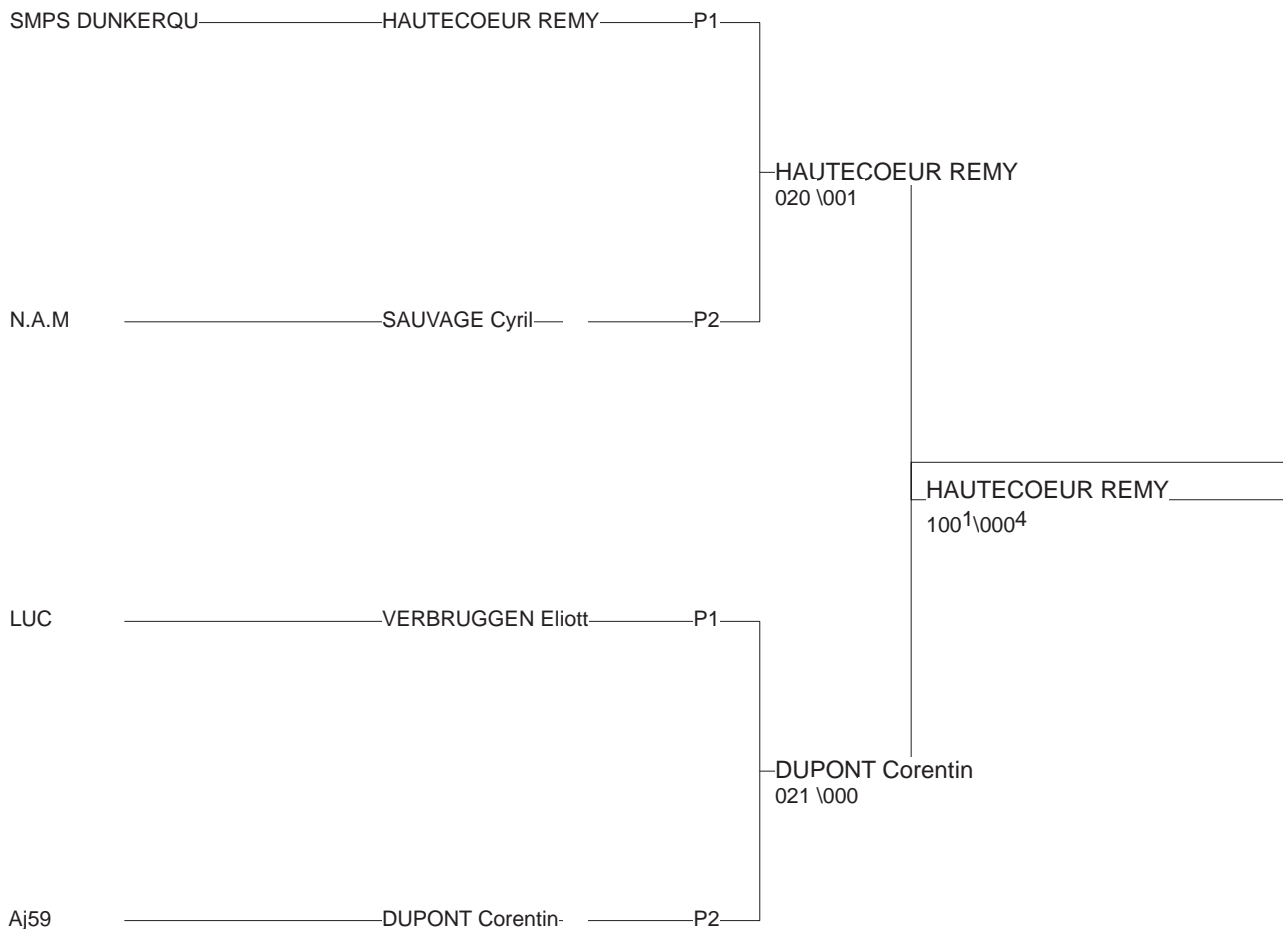 SMPS DUNKERQU HAUTECOEUR REMY P1
HAUTECOEUR REMY
020 \001
N.A.M SAUVAGE Cyril P2
HAUTECOEUR REMY
100¹\000⁴
LUC VERBRUGGEN Eliott P1
DUPONT Corentin
021 \000
Aj59 DUPONT Corentin P2